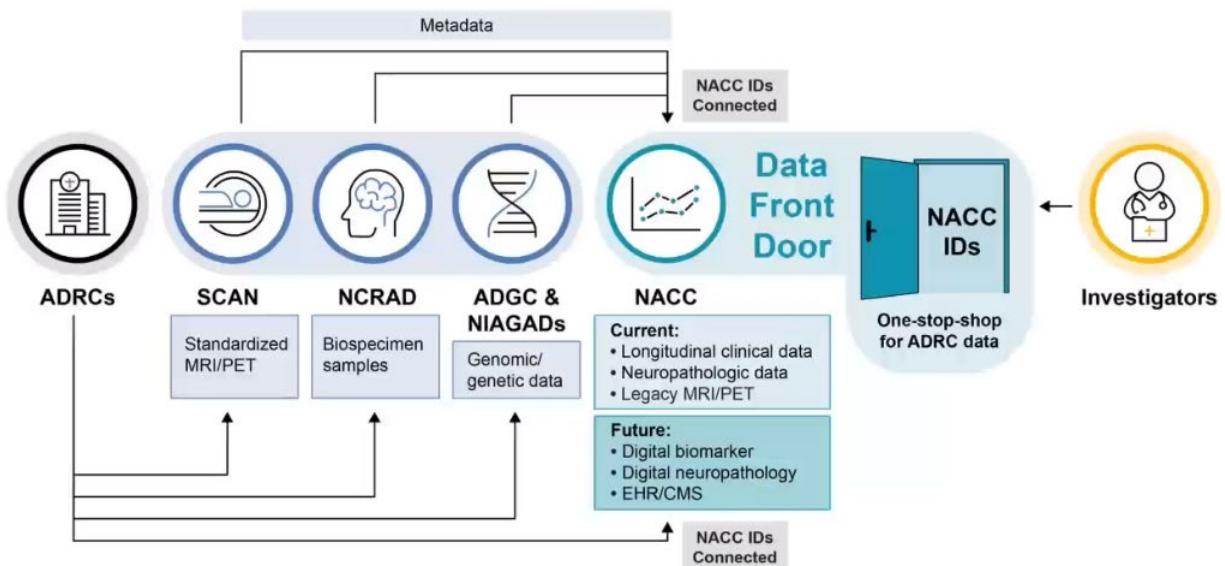 Metadata
NACC IDs
Connected
Data
Front
Door
NACC
IDs
ADRCs
SCAN
NCRAD
ADGC &
NIAGADs
NACC
One-stop-shop
for ADRC data
Investigators
Standardized
MRI/PET
Biospecimen
samples
Genomic/
genetic data
Current:
• Longitudinal clinical data
• Neuropathologic data
• Legacy MRI/PET
Future:
• Digital biomarker
• Digital neuropathology
• EHR/CMS
NACC IDs
Connected